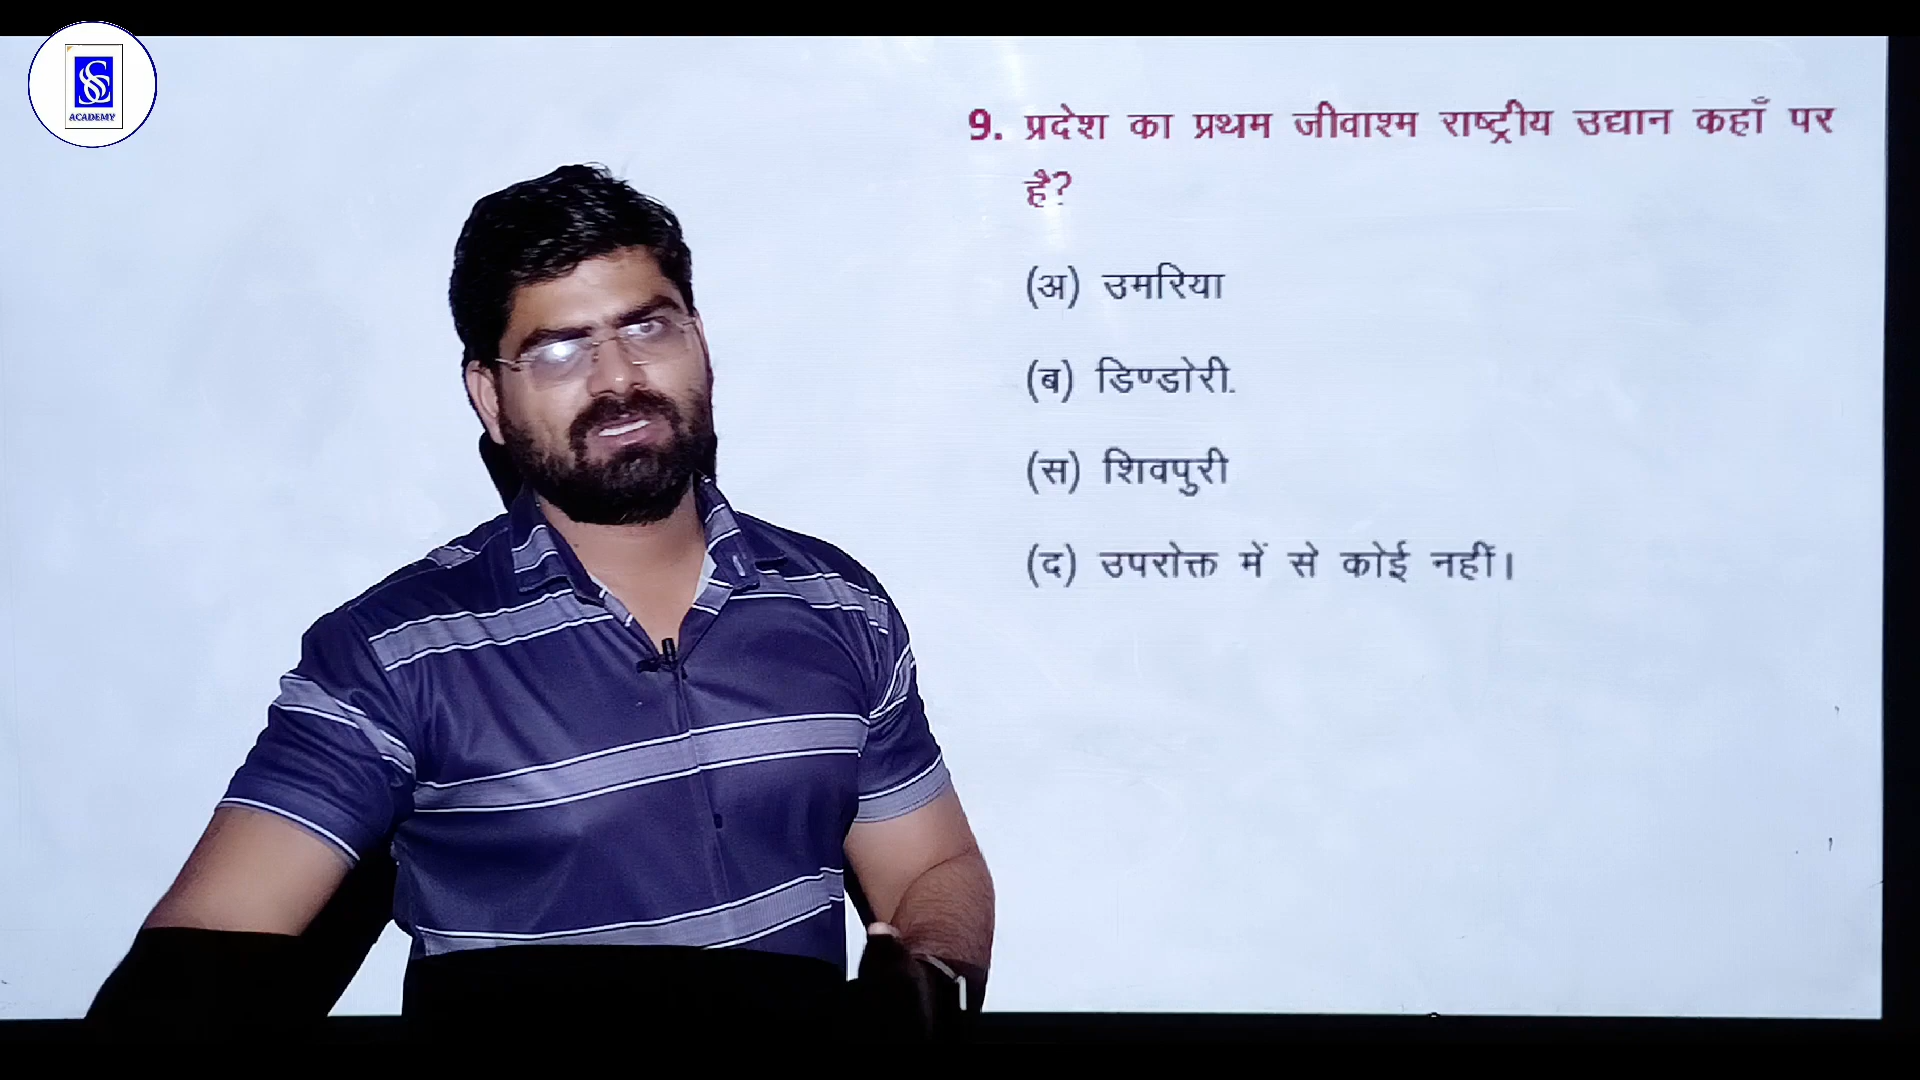 ACADEMY
9. प्रदेश का प्रथम जीवाश्म राष्ट्रीय उद्यान कहाँ पर
है?
(अ) उमरिया
(ब) डिण्डोरी.
(स) शिवपुरी
(द) उपरोक्त में से कोई नहीं।